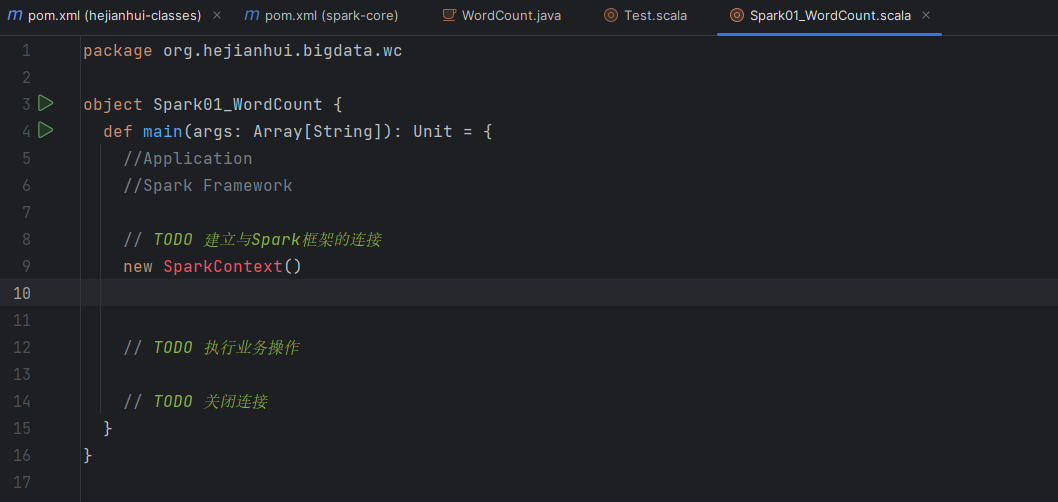 pom.xml (hejianhui-classes) pom.xml (spark-core) WordCount.java Test.scala Spark01_WordCount.scala
1 package org.hejianhui.bigdata.wc
2
3 object Spark01_WordCount {
4 def main(args: Array[String]): Unit = {
5 //Application
6 //Spark Framework
7
8 // TODO 建立与Spark框架的连接
9 new SparkContext()
10
11
12 // TODO 执行业务操作
13
14 // TODO 关闭连接
15 }
16 }
17